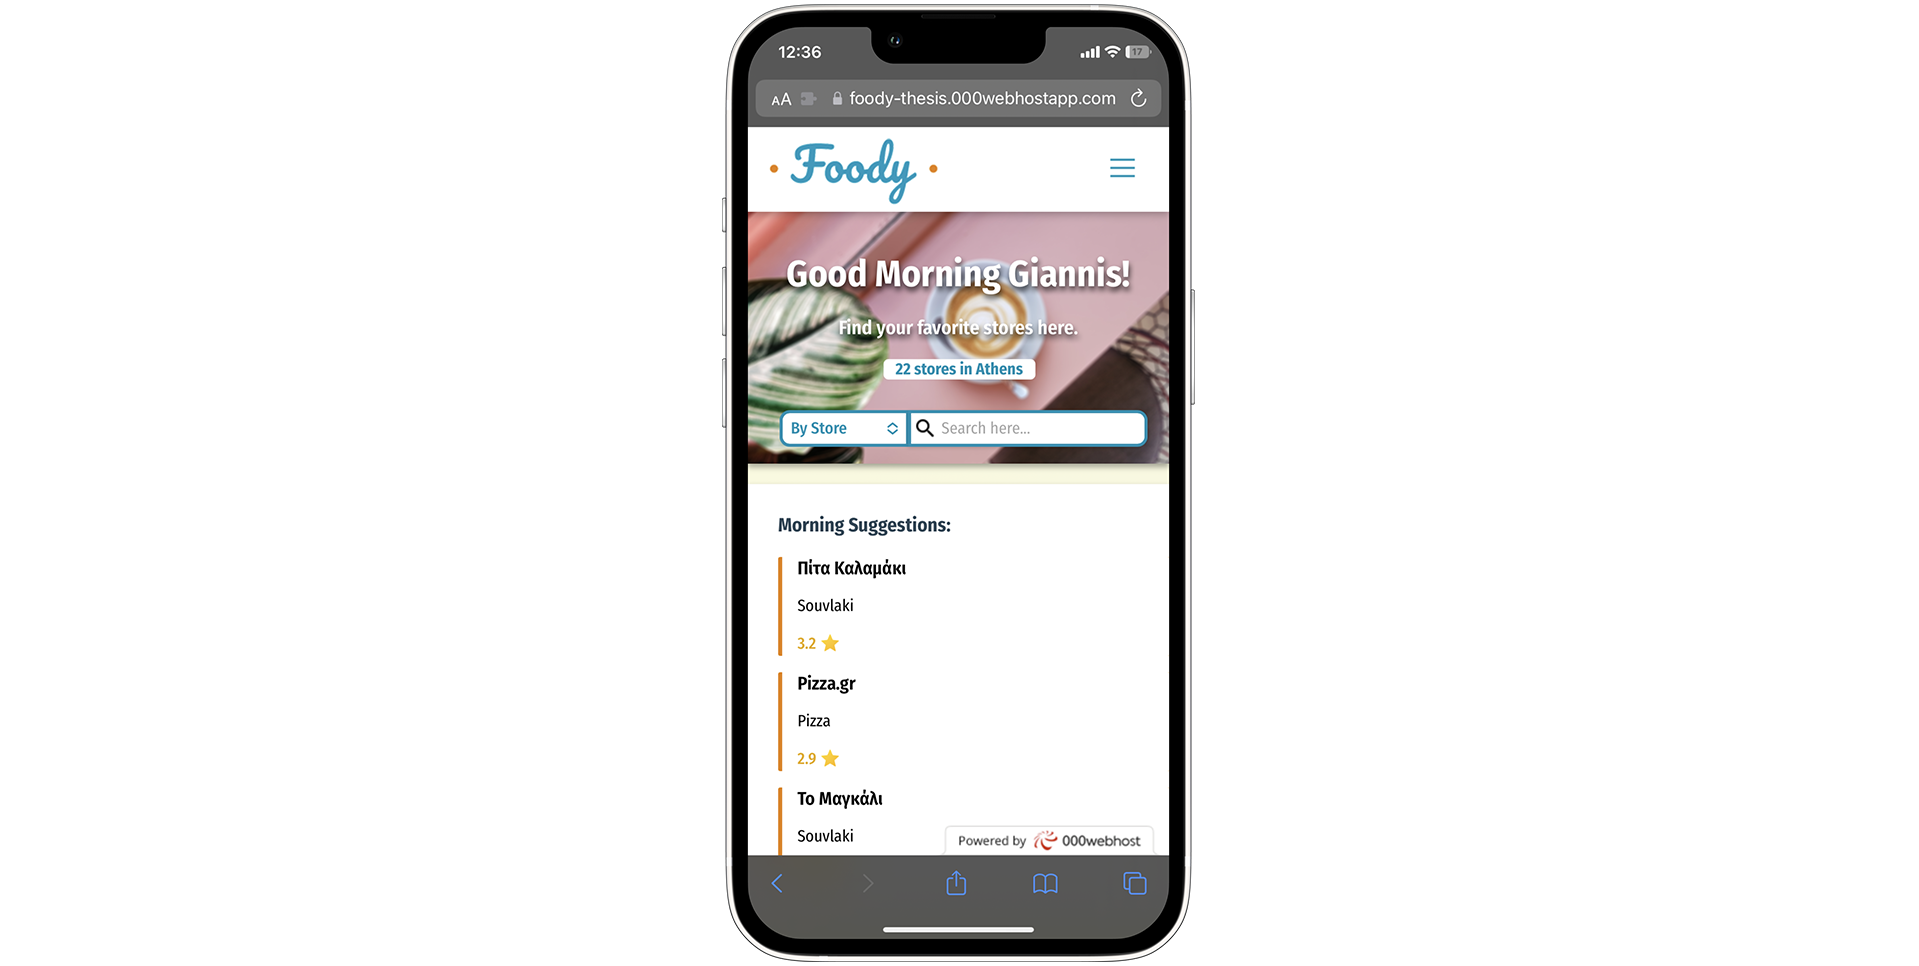 12:36
17
AA foody-thesis.000webhostapp.com
Foody
Good Morning Giannis!
Find your favorite stores here.
22 stores in Athens
By Store
Search here...
Morning Suggestions:
Πίτα Καλαμάκι
Souvlaki
3.2
Pizza.gr
Pizza
2.9
Το Μαγκάλι
Souvlaki
Powered by 000webhost